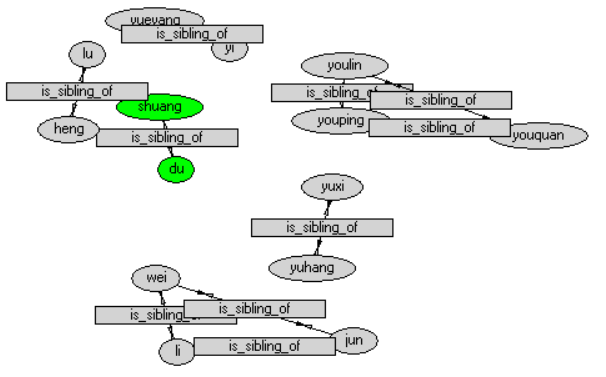 yueyang
is_sibling_of
yi
lu
is_sibling_of
shuang
heng
is_sibling_of
du
youlin
is_sibling_of
is_sibling_of
youping
is_sibling_of
youquan
yuxi
is_sibling_of
yuhang
wei
is_sibling_of
is_sibling_of
li
is_sibling_of
jun